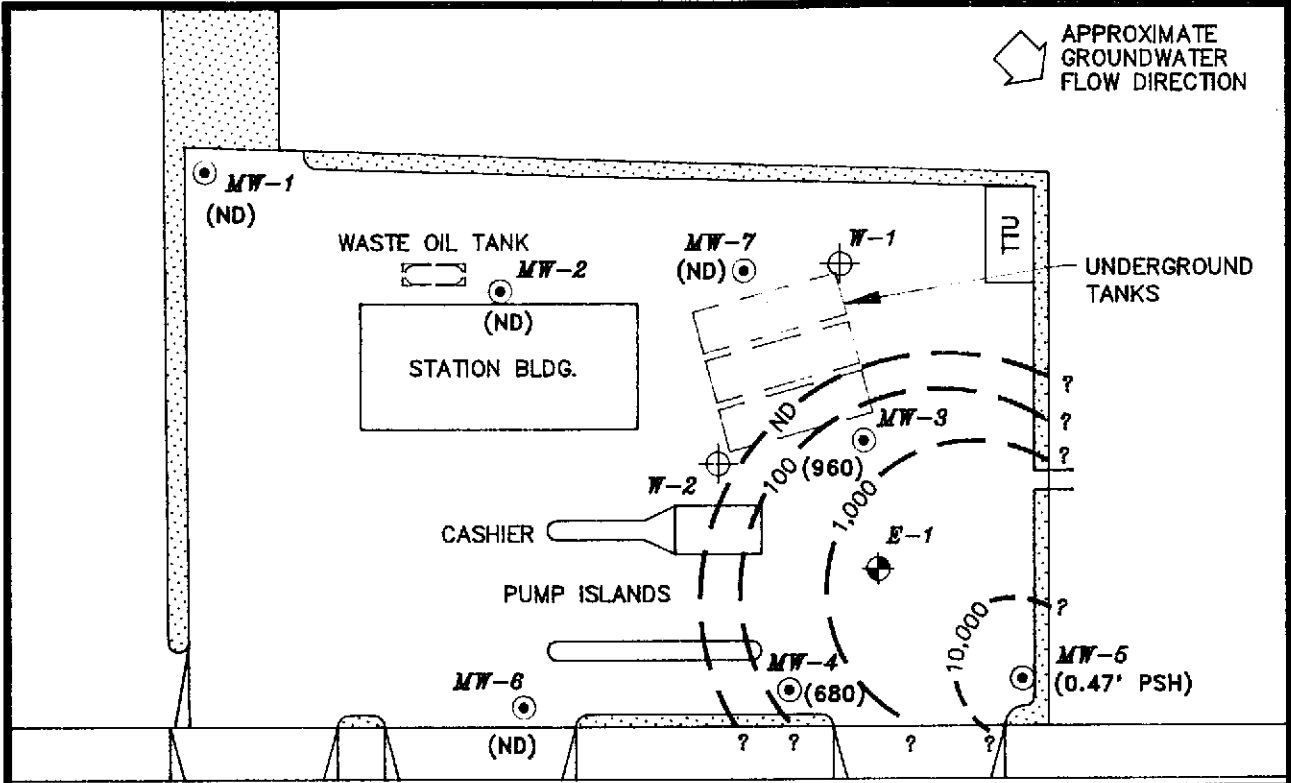 APPROXIMATE
GROUNDWATER
FLOW DIRECTION
MW-1
(ND)
WASTE OIL TANK
MW-2
(ND)
STATION BLDG.
MW-7
(ND)
W-1
TTU
UNDERGROUND
TANKS
?
?
?
ND
100
MW-3
(960)
1,000
W-2
CASHIER
E-1
PUMP ISLANDS
10,000
?
MW-5
(0.47' PSH)
MW-4
(680)
MW-6
(ND)
?
?
?
?